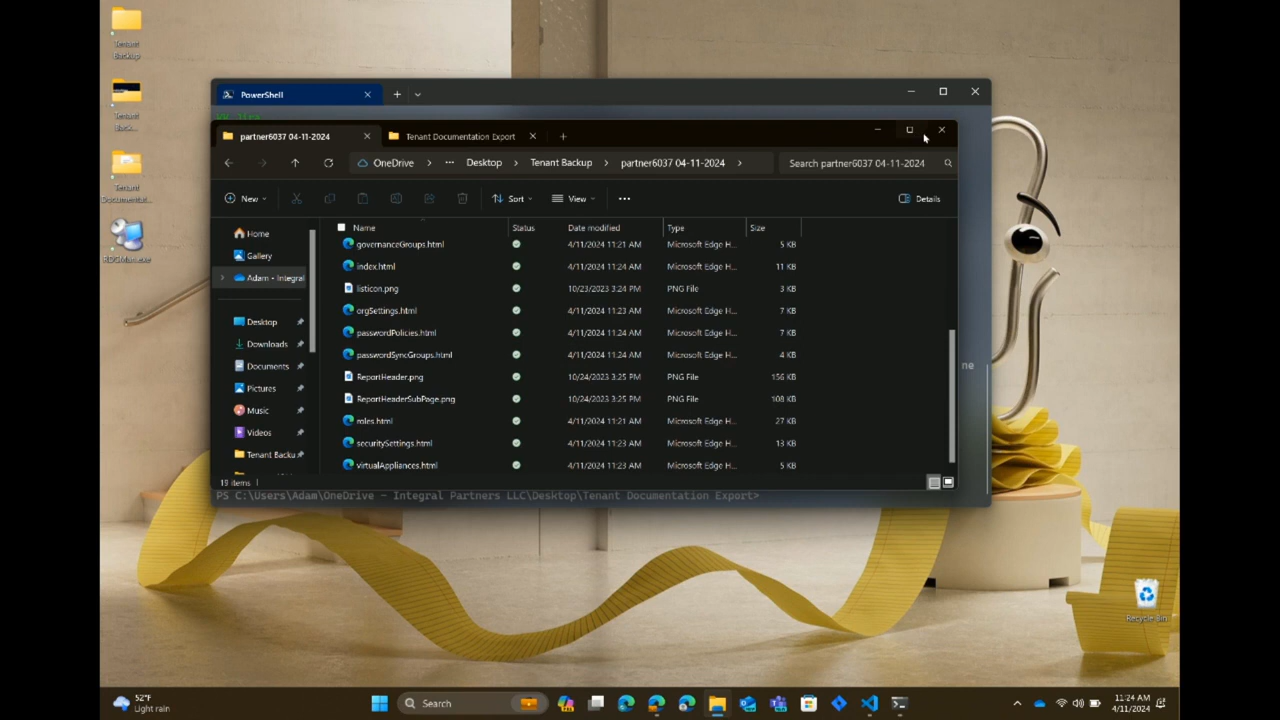 Tenant
Backup
Tenant
Back...
Tenant
Documentat...
RDCMan.exe
PowerShell
partner6037 04-11-2024
Tenant Documentation Export
OneDrive
Desktop
Tenant Backup
partner6037 04-11-2024
Search partner6037 04-11-2024
New
Sort
View
Details
Home
Gallery
Adam - Integral
Desktop
Downloads
Documents
Pictures
Music
Videos
Tenant Backu
Name Status Date modified Type Size
governanceGroups.html 4/11/2024 11:21 AM Microsoft Edge H... 5 KB
index.html 4/11/2024 11:24 AM Microsoft Edge H... 11 KB
listicon.png 10/23/2023 3:24 PM PNG File 3 KB
orgSettings.html 4/11/2024 11:23 AM Microsoft Edge H... 7 KB
passwordPolicies.html 4/11/2024 11:24 AM Microsoft Edge H... 7 KB
passwordSyncGroups.html 4/11/2024 11:24 AM Microsoft Edge H... 4 KB
ReportHeader.png 10/24/2023 3:25 PM PNG File 156 KB
ReportHeaderSubPage.png 10/24/2023 3:25 PM PNG File 108 KB
roles.html 4/11/2024 11:21 AM Microsoft Edge H... 27 KB
securitySettings.html 4/11/2024 11:23 AM Microsoft Edge H... 13 KB
virtualAppliances.html 4/11/2024 11:23 AM Microsoft Edge H... 5 KB
ne
19 items
PS C:\Users\Adam\OneDrive - Integral Partners LLC\Desktop\Tenant Documentation Export>
Recycle Bin
52°F
Light rain
Search
11:24 AM
4/11/2024